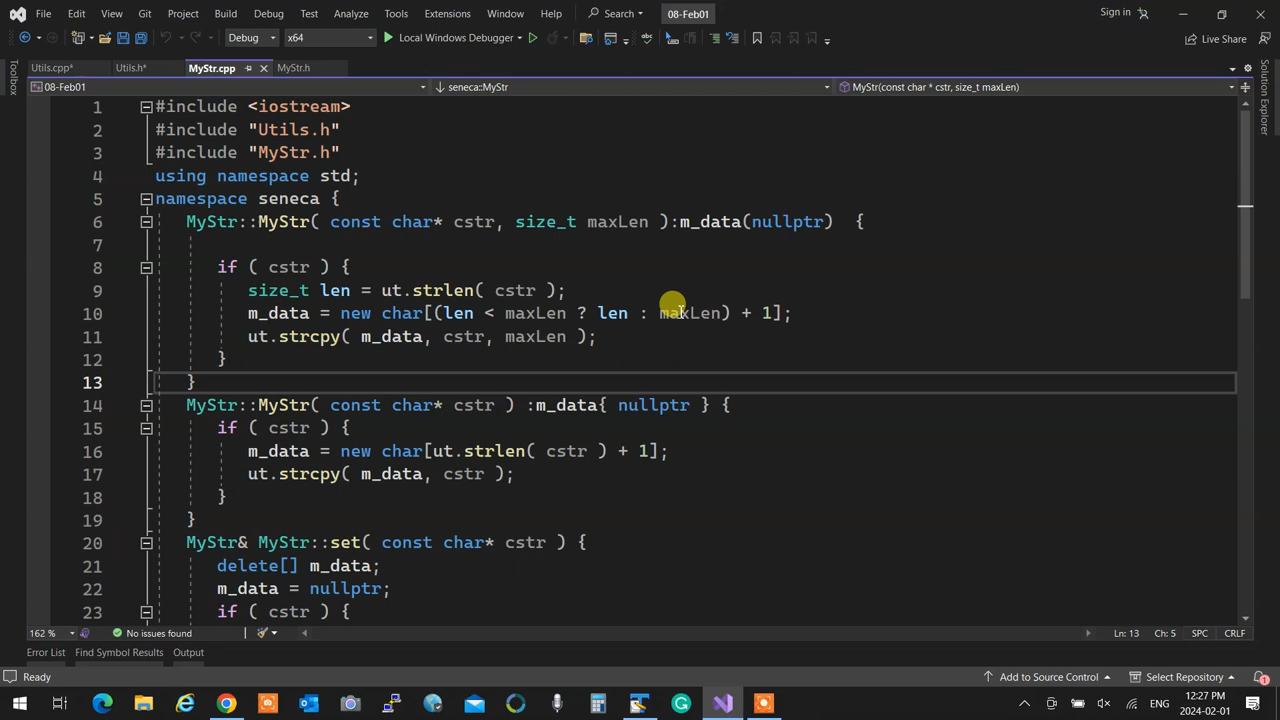 File Edit View Git Project Build Debug Test Analyze Tools Extensions Window Help Search 08-Feb01 Sign in
Debug x64 Local Windows Debugger Live Share
Toolbox
Utils.cpp* Utils.h* MyStr.cpp MyStr.h
Solution Explorer
08-Feb01 seneca::MyStr MyStr(const char * cstr, size_t maxLen)
1 #include <iostream>
2 #include "Utils.h"
3 #include "MyStr.h"
4 using namespace std;
5 namespace seneca {
6 MyStr::MyStr( const char* cstr, size_t maxLen ):m_data(nullptr) {
7
8 if ( cstr ) {
9 size_t len = ut.strlen( cstr );
10 m_data = new char[(len < maxLen ? len : maxLen) + 1];
11 ut.strcpy( m_data, cstr, maxLen );
12 }
13 }
14 MyStr::MyStr( const char* cstr ) :m_data{ nullptr } {
15 if ( cstr ) {
16 m_data = new char[ut.strlen( cstr ) + 1];
17 ut.strcpy( m_data, cstr );
18 }
19 }
20 MyStr& MyStr::set( const char* cstr ) {
21 delete[] m_data;
22 m_data = nullptr;
23 if ( cstr ) {
162 % No issues found Ln: 13 Ch: 5 SPC CRLF
Error List Find Symbol Results Output
Ready Add to Source Control Select Repository 1
ENG 12:27 PM 2024-02-01